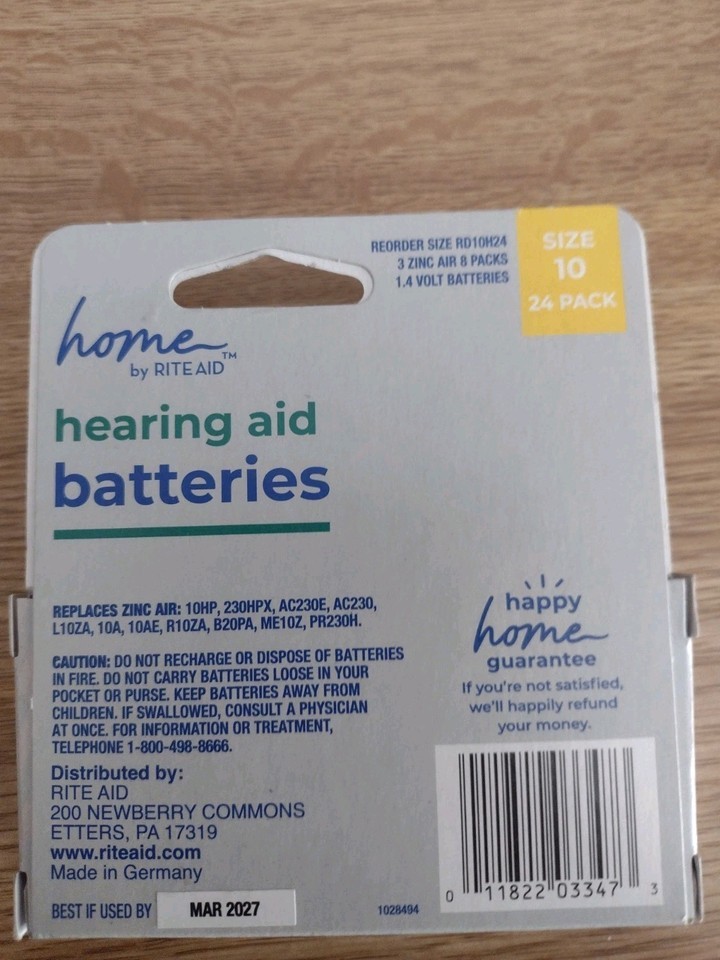 REORDER SIZE RD10H24
3 ZINC AIR 8 PACKS
1.4 VOLT BATTERIES
SIZE
10
24 PACK
home™
by RITE AID
hearing aid
batteries
REPLACES ZINC AIR: 10HP, 230HPX, AC230E, AC230,
L10ZA, 10A, 10AE, R10ZA, B20PA, ME10Z, PR230H.
CAUTION: DO NOT RECHARGE OR DISPOSE OF BATTERIES
IN FIRE. DO NOT CARRY BATTERIES LOOSE IN YOUR
POCKET OR PURSE. KEEP BATTERIES AWAY FROM
CHILDREN. IF SWALLOWED, CONSULT A PHYSICIAN
AT ONCE. FOR INFORMATION OR TREATMENT,
TELEPHONE 1-800-498-8666.
Distributed by:
RITE AID
200 NEWBERRY COMMONS
ETTERS, PA 17319
www.riteaid.com
Made in Germany
BEST IF USED BY MAR 2027
1028494
happy
home
guarantee
If you're not satisfied,
we'll happily refund
your money.
0 11822 03347 3